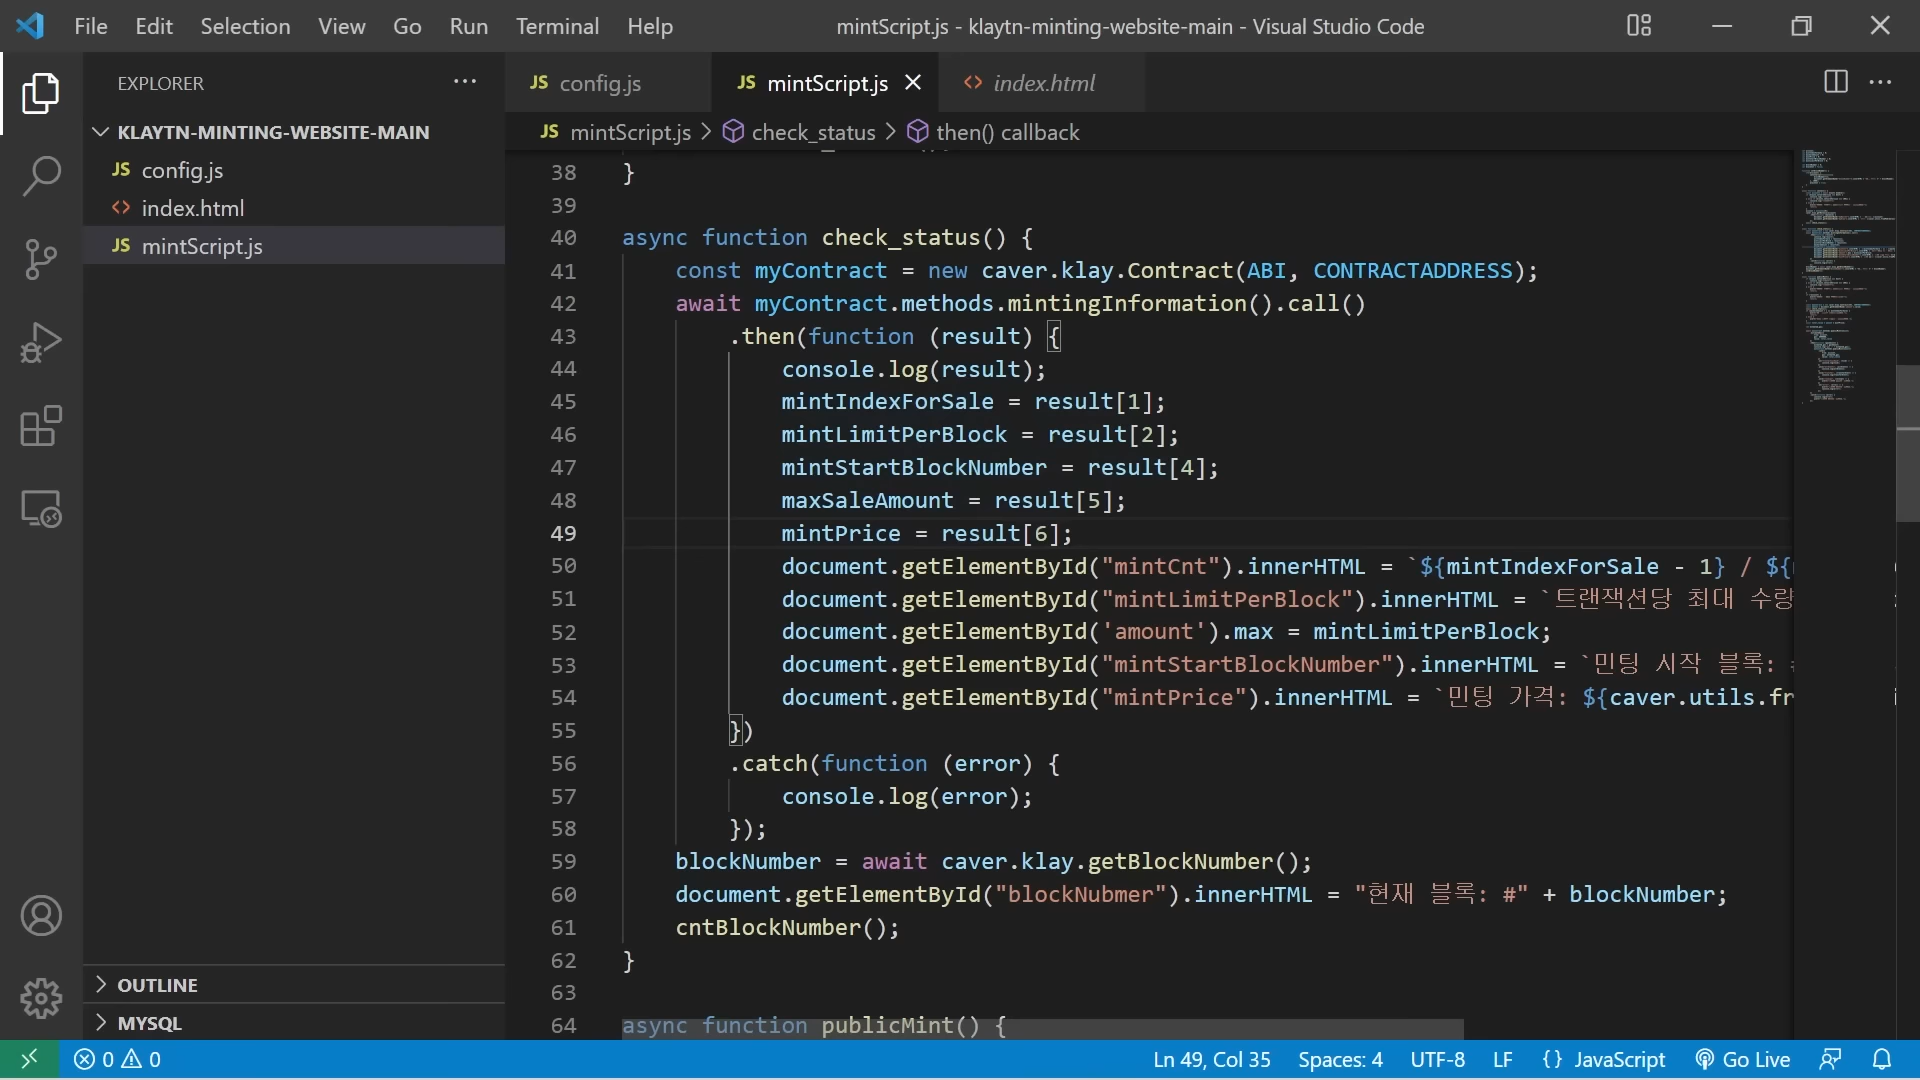 File Edit Selection View Go Run Terminal Help
mintScript.js - klaytn-minting-website-main - Visual Studio Code
EXPLORER
KLAYTN-MINTING-WEBSITE-MAIN
JS config.js
<> index.html
JS mintScript.js
OUTLINE
MYSQL
JS config.js
JS mintScript.js
<> index.html
JS mintScript.js > check_status > then() callback
38 }
39
40 async function check_status() {
41 const myContract = new caver.klay.Contract(ABI, CONTRACTADDRESS);
42 await myContract.methods.mintingInformation().call()
43 .then(function (result) {
44 console.log(result);
45 mintIndexForSale = result[1];
46 mintLimitPerBlock = result[2];
47 mintStartBlockNumber = result[4];
48 maxSaleAmount = result[5];
49 mintPrice = result[6];
50 document.getElementById("mintCnt").innerHTML = `${mintIndexForSale - 1} / ${
51 document.getElementById("mintLimitPerBlock").innerHTML = `트랜잭션당 최대 수량
52 document.getElementById('amount').max = mintLimitPerBlock;
53 document.getElementById("mintStartBlockNumber").innerHTML = `민팅 시작 블록: #
54 document.getElementById("mintPrice").innerHTML = `민팅 가격: ${caver.utils.fr
55 })
56 .catch(function (error) {
57 console.log(error);
58 });
59 blockNumber = await caver.klay.getBlockNumber();
60 document.getElementById("blockNubmer").innerHTML = "현재 블록: #" + blockNumber;
61 cntBlockNumber();
62 }
63
64 async function publicMint() {
0 0
Ln 49, Col 35 Spaces: 4 UTF-8 LF {} JavaScript Go Live